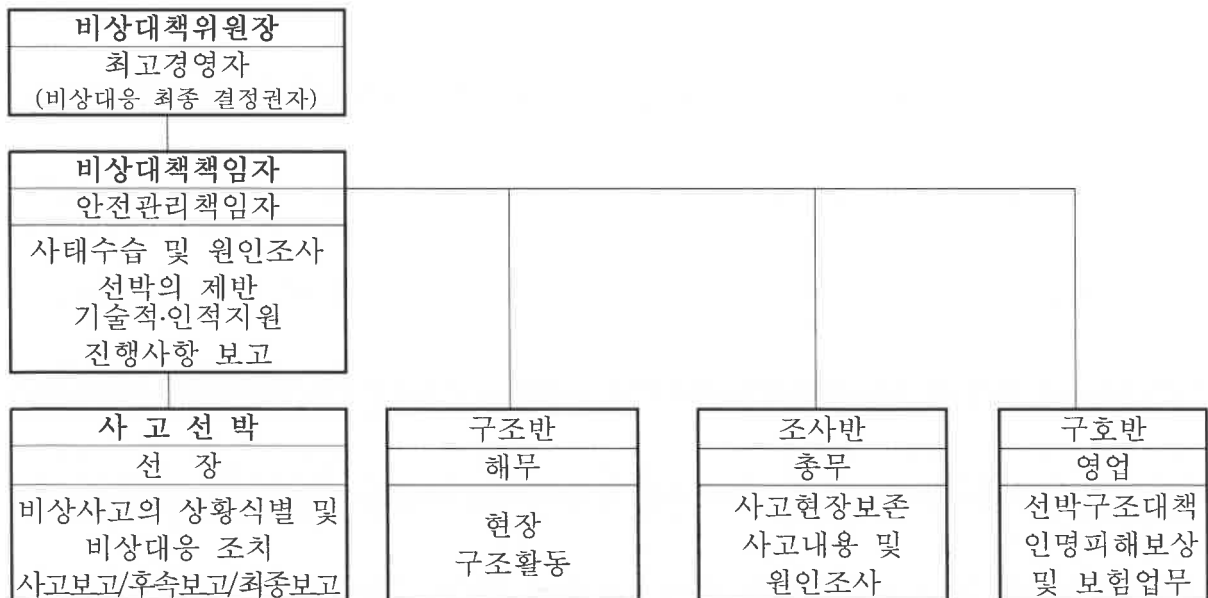 비상대책위원장
최고경영자
(비상대응 최종 결정권자)
비상대책책임자
안전관리책임자
사태수습 및 원인조사
선박의 제반
기술적·인적지원
진행사항 보고
사 고 선 박
선 장
비상사고의 상황식별 및
비상대응 조치
사고보고/후속보고/최종보고
구조반
해무
현장
구조활동
조사반
총무
사고현장보존
사고내용 및
원인조사
구호반
영업
선박구조대책
인명피해보상
및 보험업무